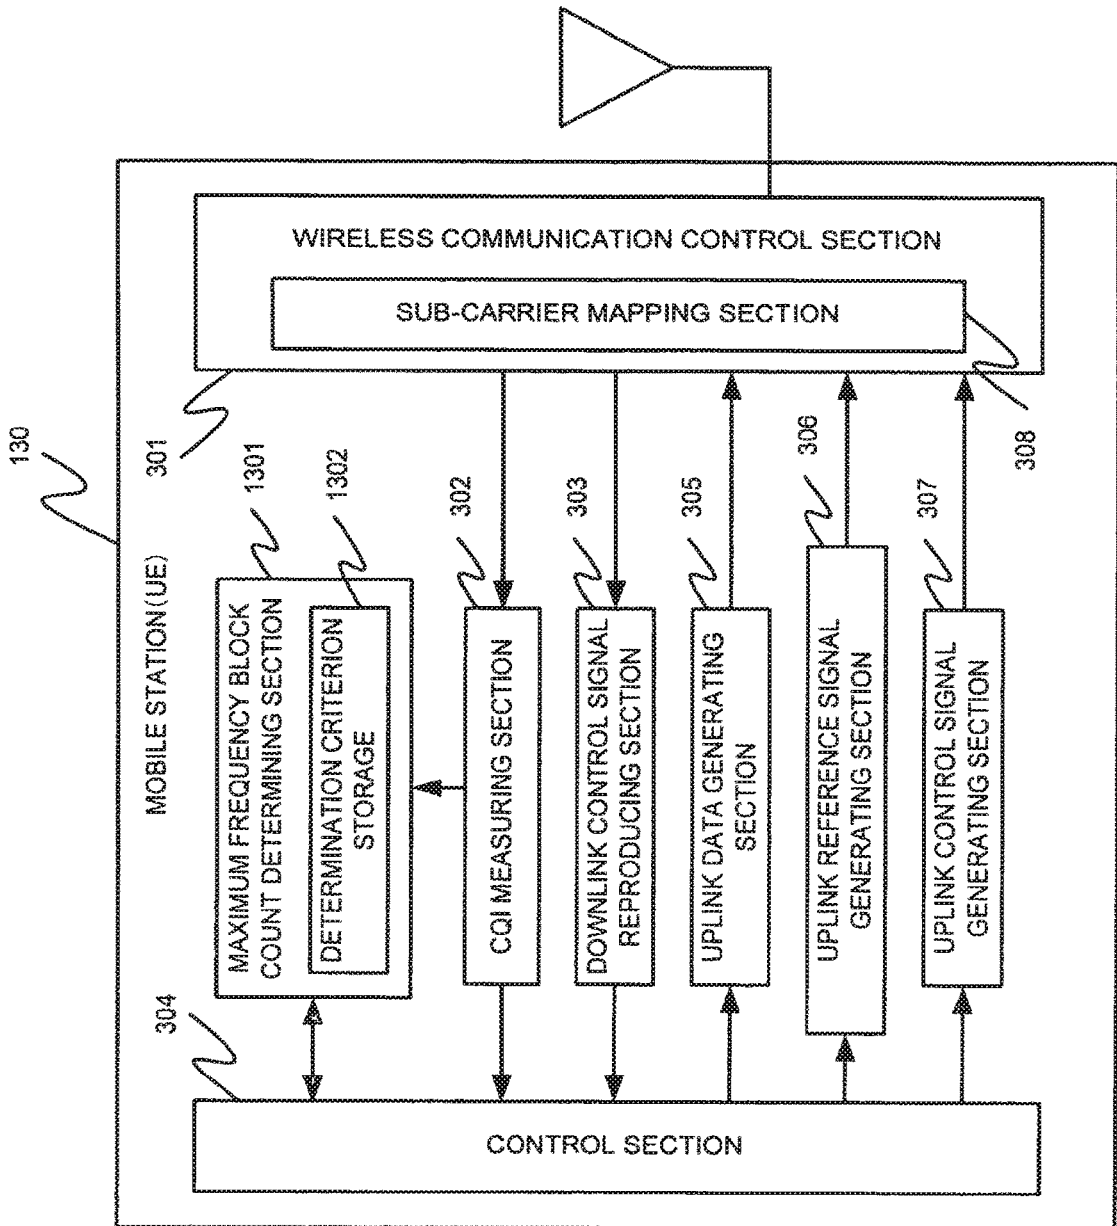 130
MOBILE STATION(UE)
WIRELESS COMMUNICATION CONTROL SECTION
SUB-CARRIER MAPPING SECTION
301
308
1301
MAXIMUM FREQUENCY BLOCK
COUNT DETERMINING SECTION
1302
DETERMINATION CRITERION
STORAGE
302
CQI MEASURING SECTION
303
DOWNLINK CONTROL SIGNAL
REPRODUCING SECTION
305
UPLINK DATA GENERATING
SECTION
306
UPLINK REFERENCE SIGNAL
GENERATING SECTION
307
UPLINK CONTROL SIGNAL
GENERATING SECTION
304
CONTROL SECTION